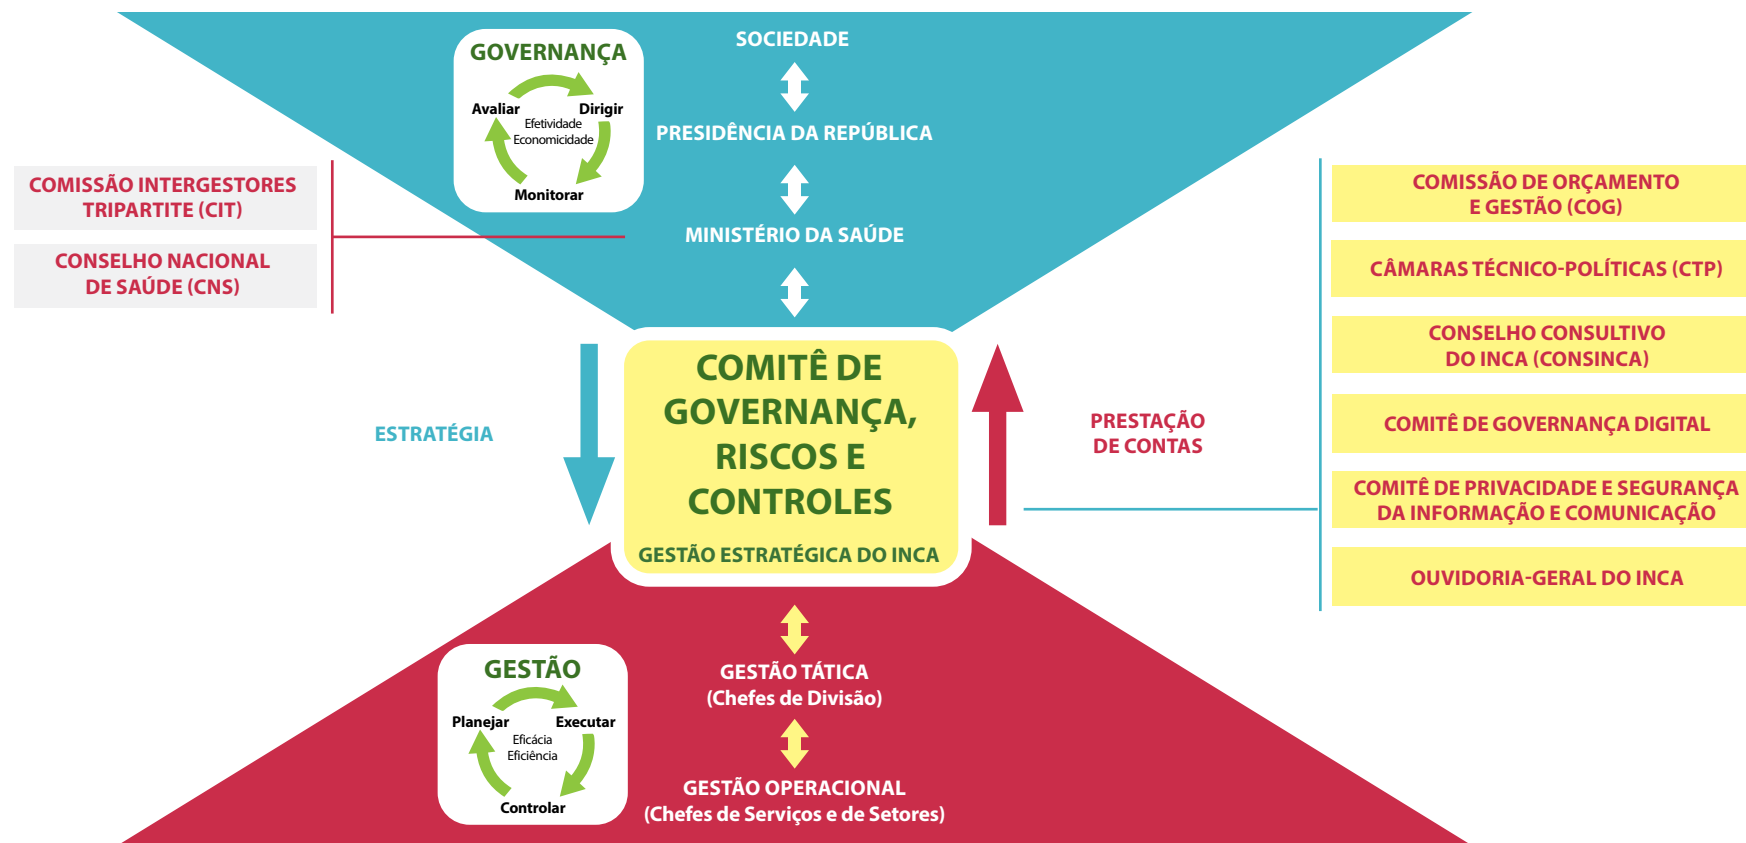 SOCIEDADE
GOVERNANÇA
Avaliar
Dirigir
Efetividade
Economicidade
Monitorar
PRESIDÊNCIA DA REPÚBLICA
MINISTÉRIO DA SAÚDE
COMISSÃO INTERGESTORES
TRIPARTITE (CIT)
CONSELHO NACIONAL
DE SAÚDE (CNS)
ESTRATÉGIA
COMITÊ DE
GOVERNANÇA,
RISCOS E
CONTROLES
GESTÃO ESTRATÉGICA DO INCA
PRESTAÇÃO
DE CONTAS
COMISSÃO DE ORÇAMENTO
E GESTÃO (COG)
CÂMARAS TÉCNICO-POLÍTICAS (CTP)
CONSELHO CONSULTIVO
DO INCA (CONSINCA)
COMITÊ DE GOVERNANÇA DIGITAL
COMITÊ DE PRIVACIDADE E SEGURANÇA
DA INFORMAÇÃO E COMUNICAÇÃO
OUVIDORIA-GERAL DO INCA
GESTÃO
Planejar
Executar
Eficácia
Eficiência
Controlar
GESTÃO TÁTICA
(Chefes de Divisão)
GESTÃO OPERACIONAL
(Chefes de Serviços e de Setores)